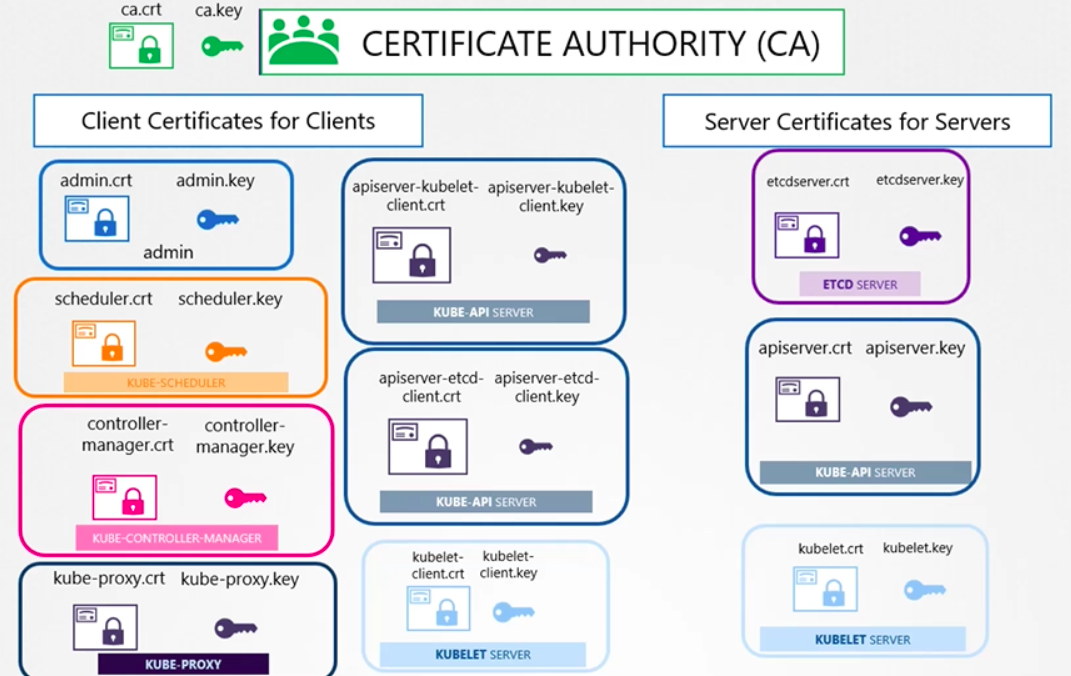 ca.crt
ca.key
CERTIFICATE AUTHORITY (CA)
Client Certificates for Clients
admin.crt
admin.key
admin
scheduler.crt
scheduler.key
KUBE-SCHEDULER
controller-
manager.crt
controller-
manager.key
KUBE-CONTROLLER-MANAGER
kube-proxy.crt
kube-proxy.key
KUBE-PROXY
apiserver-kubelet-
client.crt
apiserver-kubelet-
client.key
KUBE-API SERVER
apiserver-etcd-
client.crt
apiserver-etcd-
client.key
KUBE-API SERVER
kubelet-
client.crt
kubelet-
client.key
KUBELET SERVER
Server Certificates for Servers
etcdserver.crt
etcdserver.key
ETCD SERVER
apiserver.crt
apiserver.key
KUBE-API SERVER
kubelet.crt
kubelet.key
KUBELET SERVER